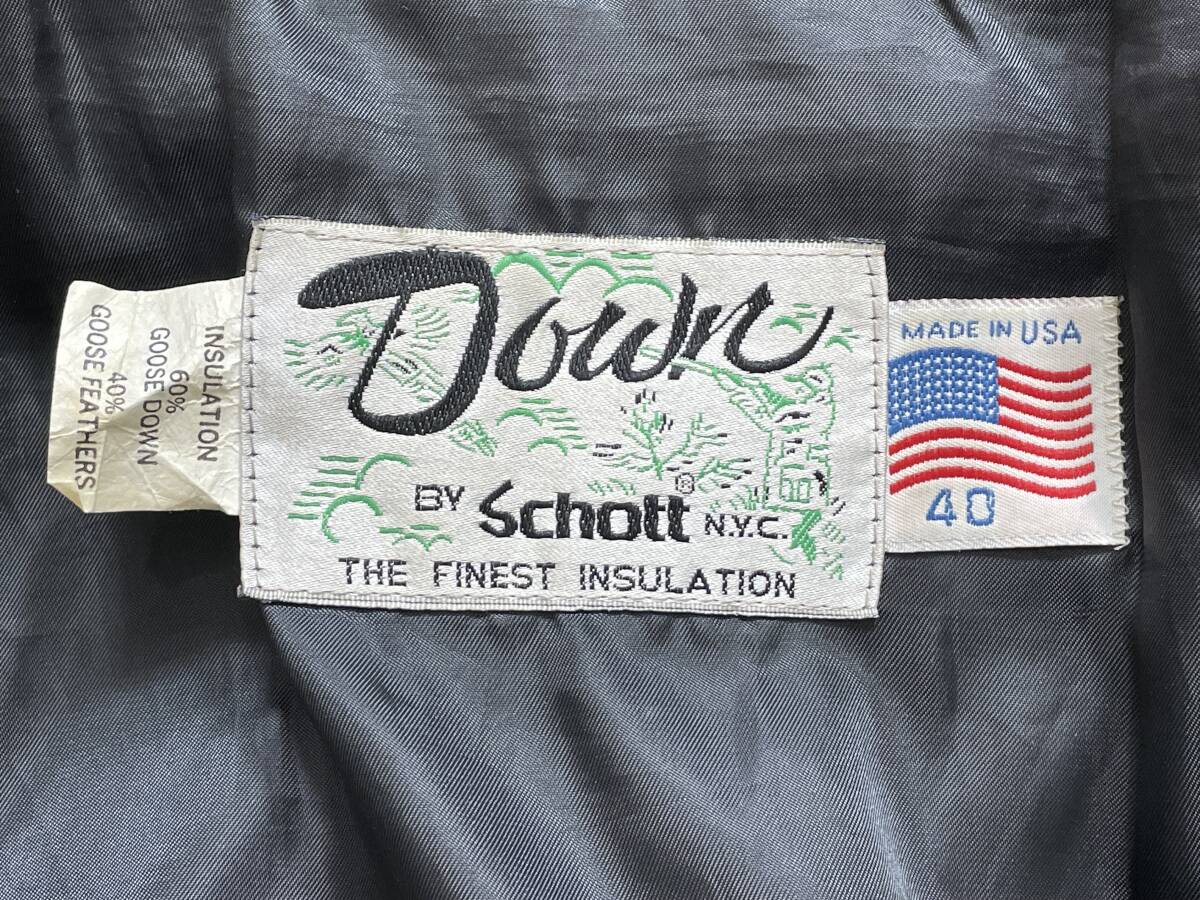 INSULATION
60%
GOOSE DOWN
40%
GOOSE FEATHERS
Down
BY Schott® N.Y.C.
THE FINEST INSULATION
MADE IN USA
40